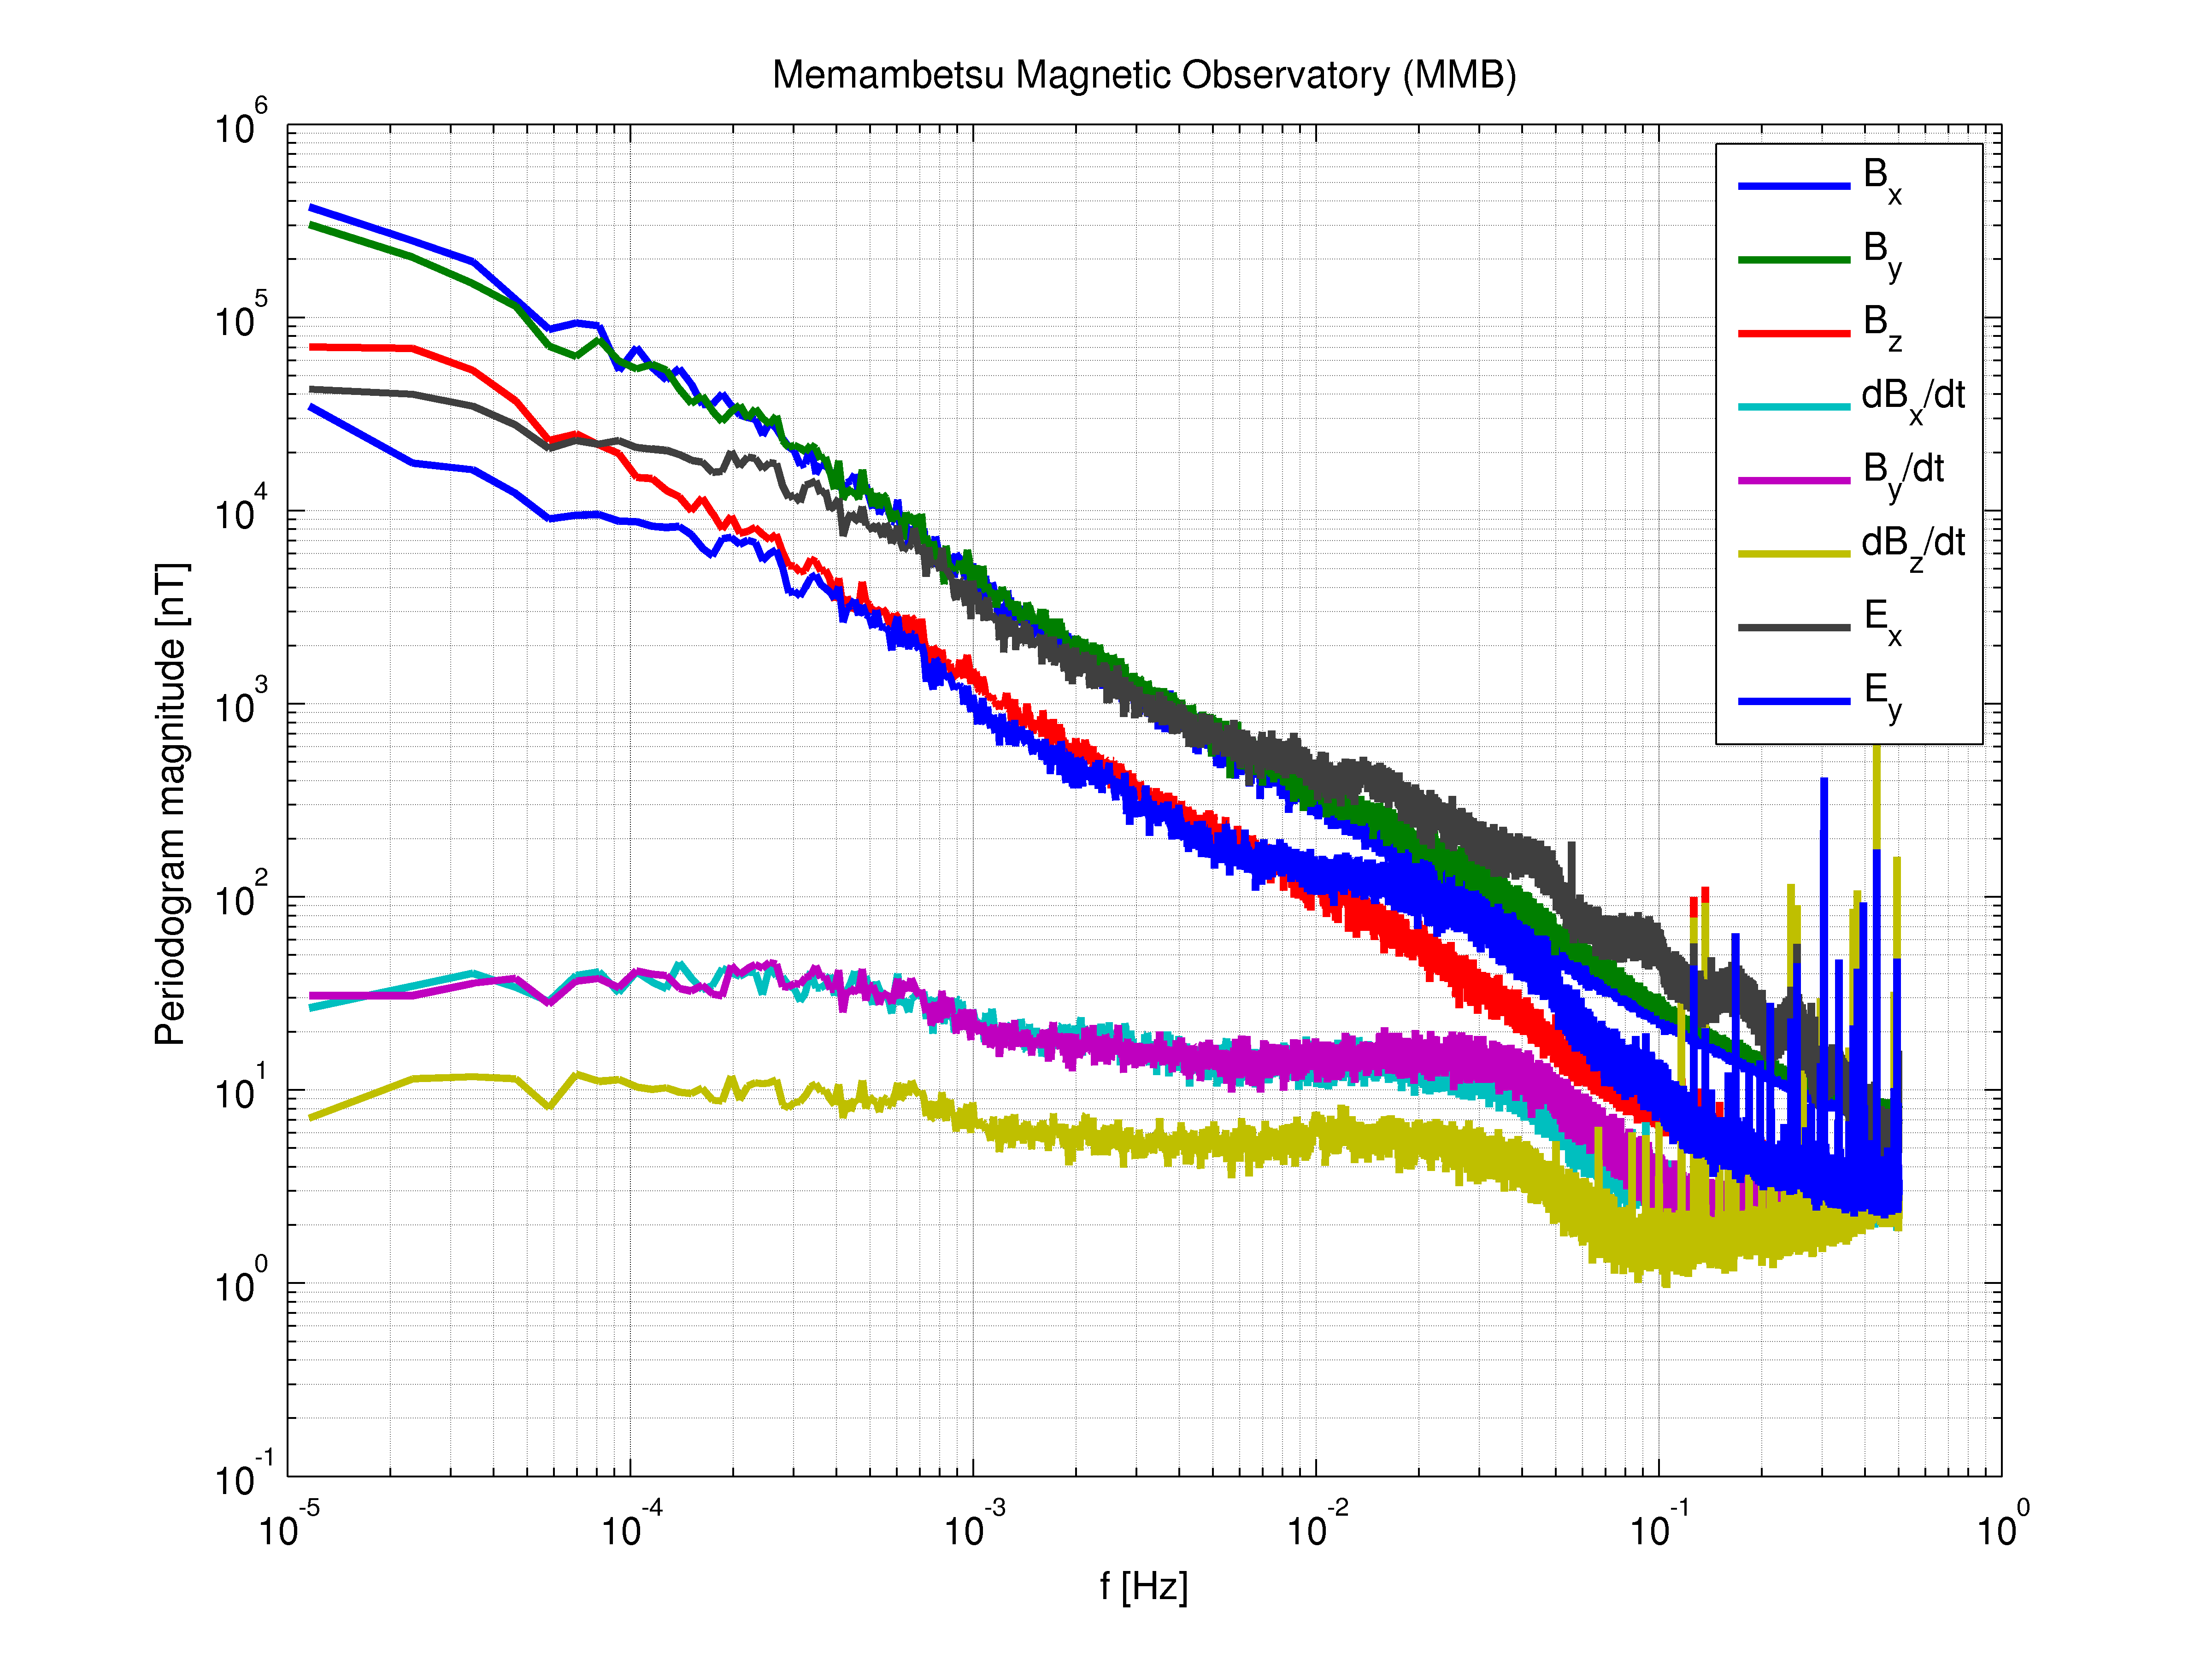 Memambetsu Magnetic Observatory (MMB)
10^6
10^5
10^4
10^3
10^2
10^1
10^0
10^-1
Periodogram magnitude [nT]
B_x
B_y
B_z
dB_x/dt
B_y/dt
dB_z/dt
E_x
E_y
10^-5 10^-4 10^-3 10^-2 10^-1 10^0
f [Hz]